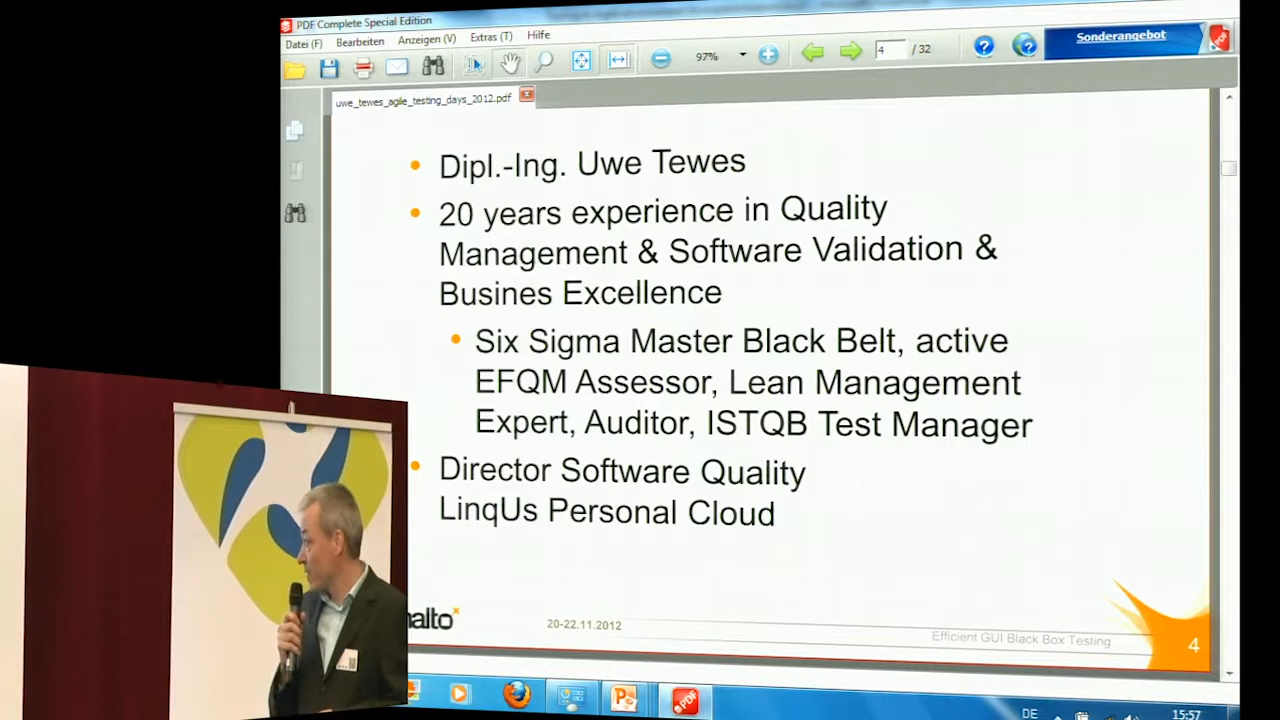 PDF Complete Special Edition
Datei (F) Bearbeiten Anzeigen (V) Extras (T) Hilfe
97% 4 / 32 Sonderangebot
uwe_tewes_agile_testing_days_2012.pdf
Dipl.-Ing. Uwe Tewes
20 years experience in Quality
Management & Software Validation &
Busines Excellence
Six Sigma Master Black Belt, active
EFQM Assessor, Lean Management
Expert, Auditor, ISTQB Test Manager
Director Software Quality
LinqUs Personal Cloud
alto
20-22.11.2012
Efficient GUI Black Box Testing
4
DE 15:57